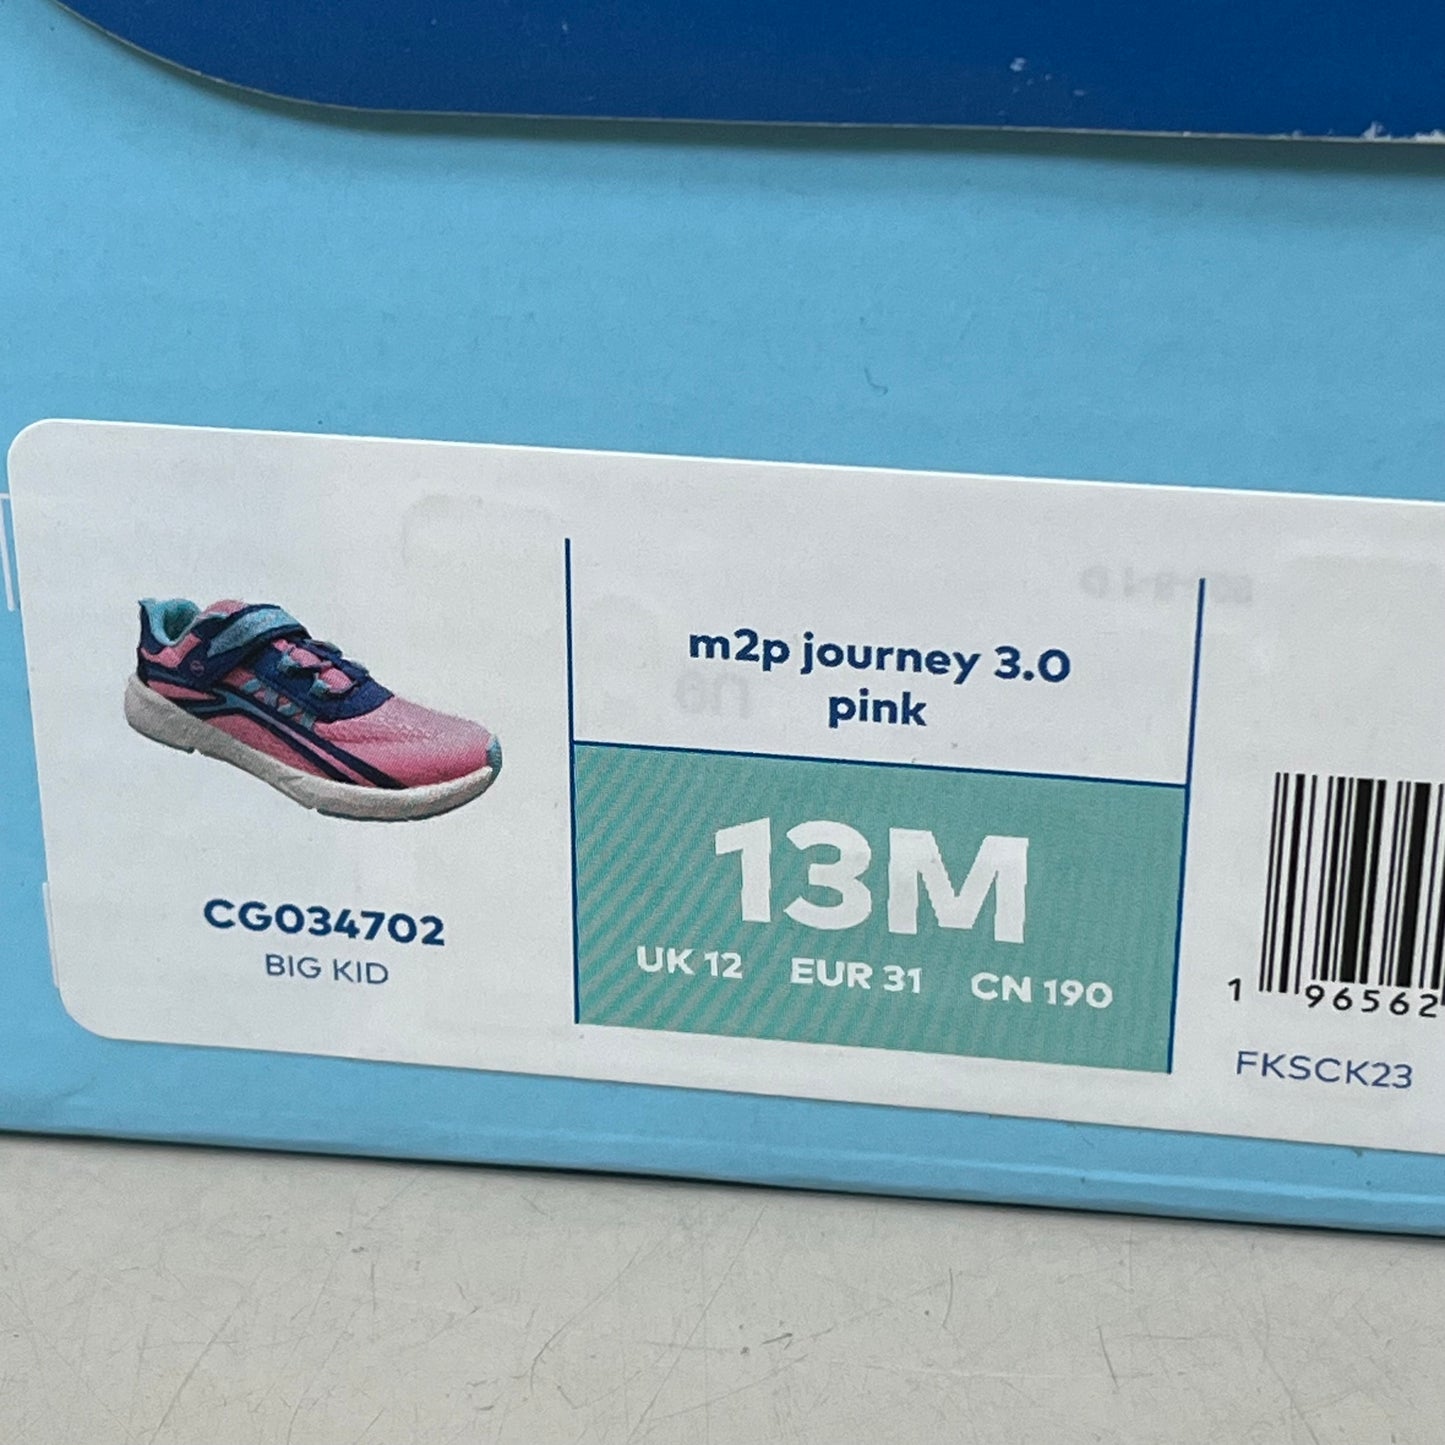 m2p journey 3.0
pink
CG034702
BIG KID
13M
UK 12 EUR 31 CN 190
1 96562
FKSCK23